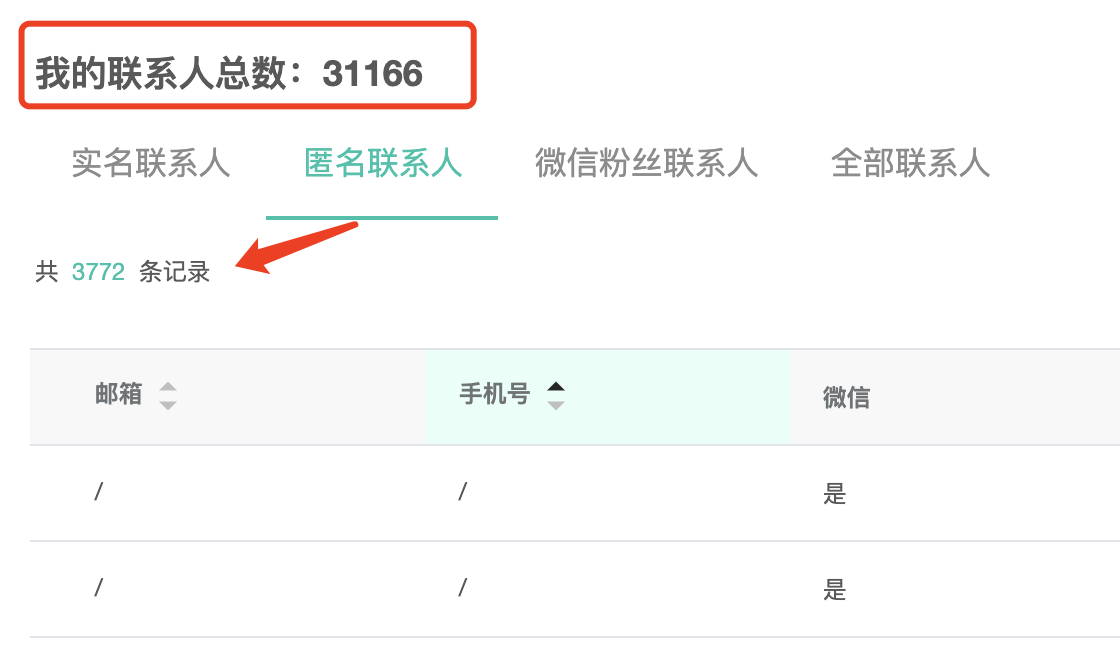 我的联系人总数：31166
实名联系人 匿名联系人 微信粉丝联系人 全部联系人
共 3772 条记录
邮箱 手机号 微信
/ / 是
/ / 是